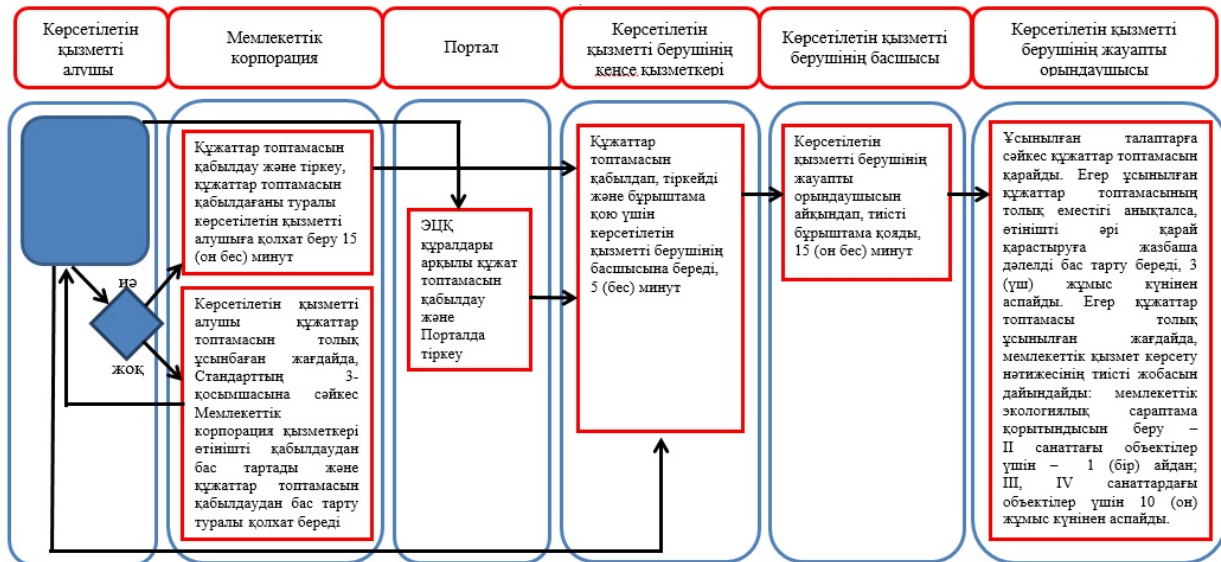 Көрсетілетін
қызметті
алушы
Мемлекеттік
корпорация
Портал
Көрсетілетін
қызметті берушінің
кеңсе қызметкері
Көрсетілетін қызметті
берушінің басшысы
Көрсетілетін қызметті
берушінің жауапты
орындаушысы
иә
жоқ
Құжаттар топтамасын
қабылдау және тіркеу,
құжаттар топтамасын
қабылдағаны туралы
көрсетілетін қызметті
алушыға қолхат беру 15
(он бес) минут
Көрсетілетін қызметті
алушы құжаттар
топтамасын толық
ұсынбаған жағдайда,
Стандарттың 3-
қосымшасына сәйкес
Мемлекеттік
корпорация қызметкері
өтінішті қабылдаудан
бас тартады және
құжаттар топтамасын
қабылдаудан бас тарту
туралы қолхат береді
ЭЦҚ
құралдары
арқылы құжат
топтамасын
қабылдау
және
Порталда
тіркеу
Құжаттар
топтамасын
қабылдап, тіркейді
және бұрыштама
қою үшін
көрсетілетін
қызметті берушінің
басшысына береді,
5 (бес) минут
Көрсетілетін
қызметті берушінің
жауапты
орындаушысын
айқындап, тиісті
бұрыштама қояды,
15 (он бес) минут
Ұсынылған талаптарға
сәйкес құжаттар топтамасын
қарайды. Егер ұсынылған
құжаттар топтамасының
толық еместігі анықталса,
өтінішті әрі қарай
қарастыруға жазбаша
дәлелді бас тарту береді, 3
(үш) жұмыс күнінен
аспайды. Егер құжаттар
топтамасы толық
ұсынылған жағдайда,
мемлекеттік қызмет көрсету
нәтижесінің тиісті жобасын
дайындайды: мемлекеттік
экологиялық сараптама
қорытындысын беру –
II санаттағы объектілер
үшін – 1 (бір) айдан;
III, IV санаттардағы
объектілер үшін 10 (он)
жұмыс күнінен аспайды.